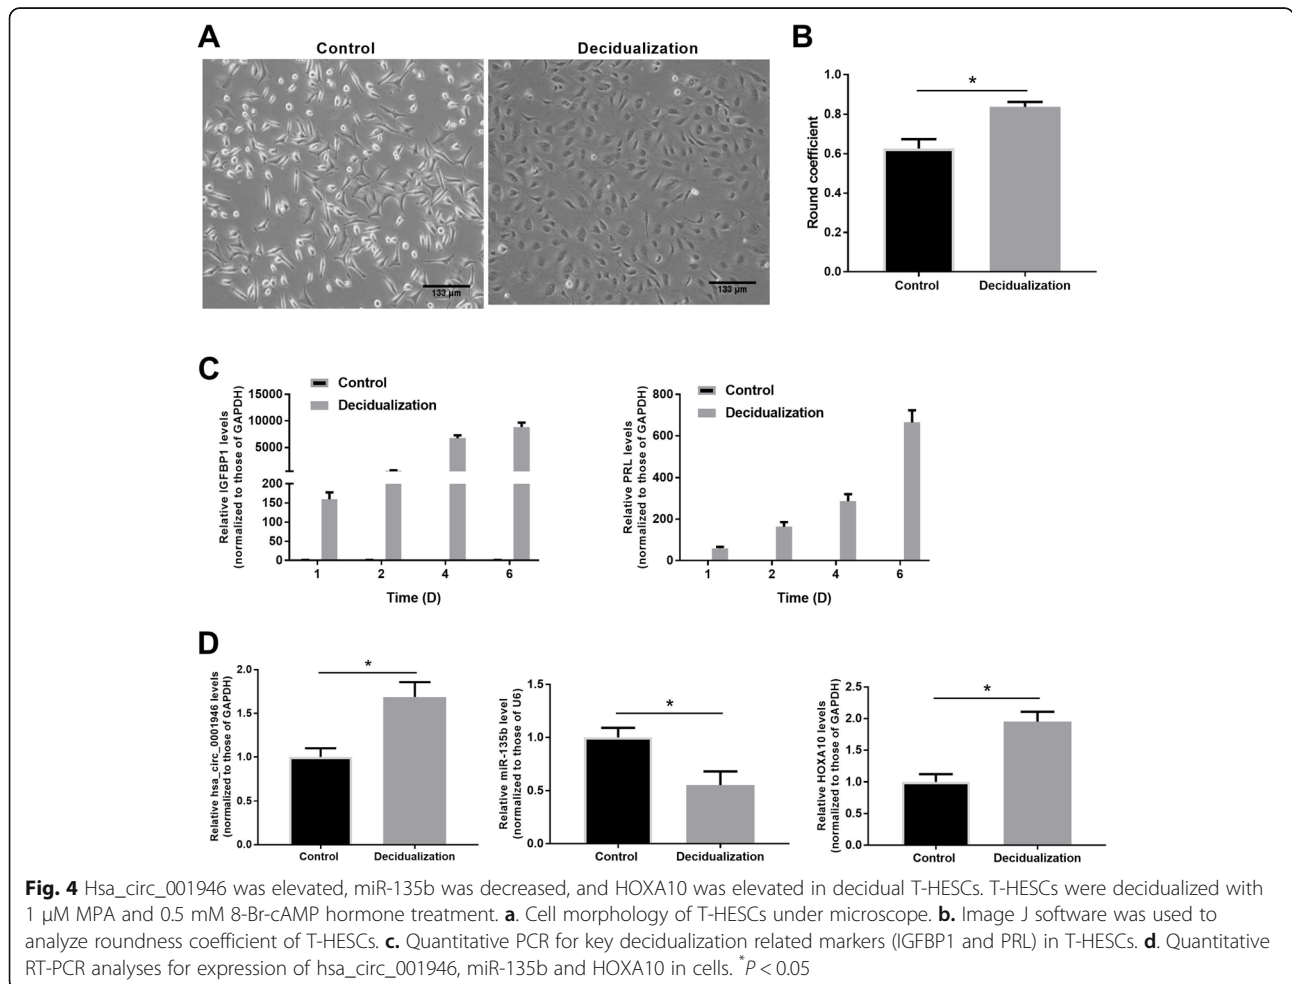 A
Control
Decidualization
133 μm
133 μm
B
Round coefficient
1.0
0.8
0.6
0.4
0.2
0.0
*
Control
Decidualization
C
Relative IGFBP1 levels
(normalized to those of GAPDH)
15000
10000
5000
200
150
100
50
0
Control
Decidualization
1 2 4 6
Time (D)
Relative PRL levels
(normalized to those of GAPDH)
800
600
400
200
0
Control
Decidualization
1 2 4 6
Time (D)
D
Relative hsa_circ_0001946 levels
(normalized to those of GAPDH)
2.0
1.5
1.0
0.5
0.0
*
Control Decidualization
Relative miR-135b level
(normalized to those of U6)
1.5
1.0
0.5
0.0
*
Control Decidualization
Relative HOXA10 levels
(normalized to those of GAPDH)
2.5
2.0
1.5
1.0
0.5
0.0
*
Control Decidualization
Fig. 4 Hsa_circ_001946 was elevated, miR-135b was decreased, and HOXA10 was elevated in decidual T-HESCs. T-HESCs were decidualized with
1 μM MPA and 0.5 mM 8-Br-cAMP hormone treatment. a. Cell morphology of T-HESCs under microscope. b. Image J software was used to
analyze roundness coefficient of T-HESCs. c. Quantitative PCR for key decidualization related markers (IGFBP1 and PRL) in T-HESCs. d. Quantitative
RT-PCR analyses for expression of hsa_circ_001946, miR-135b and HOXA10 in cells. *P < 0.05